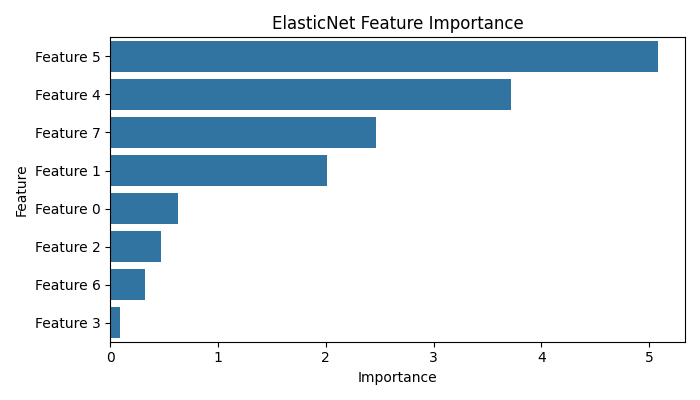 ElasticNet Feature Importance
Feature 5
Feature 4
Feature 7
Feature 1
Feature 0
Feature 2
Feature 6
Feature 3
Feature
0 1 2 3 4 5
Importance